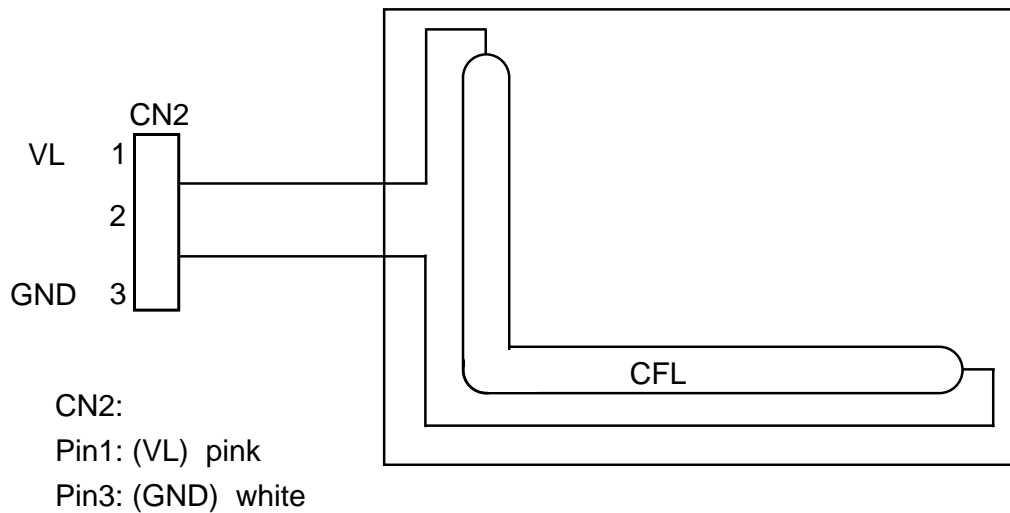 CN2
VL 1
2
GND 3
CFL
CN2:
Pin1: (VL) pink
Pin3: (GND) white